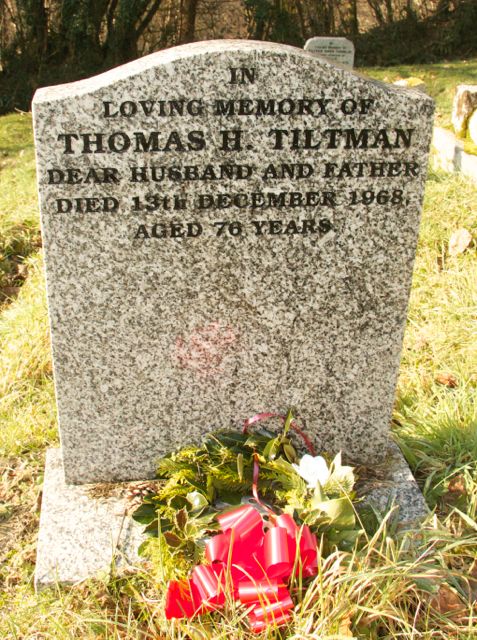 IN
LOVING MEMORY OF
THOMAS H. TILTMAN
DEAR HUSBAND AND FATHER
DIED 13th DECEMBER 1968,
AGED 76 YEARS.